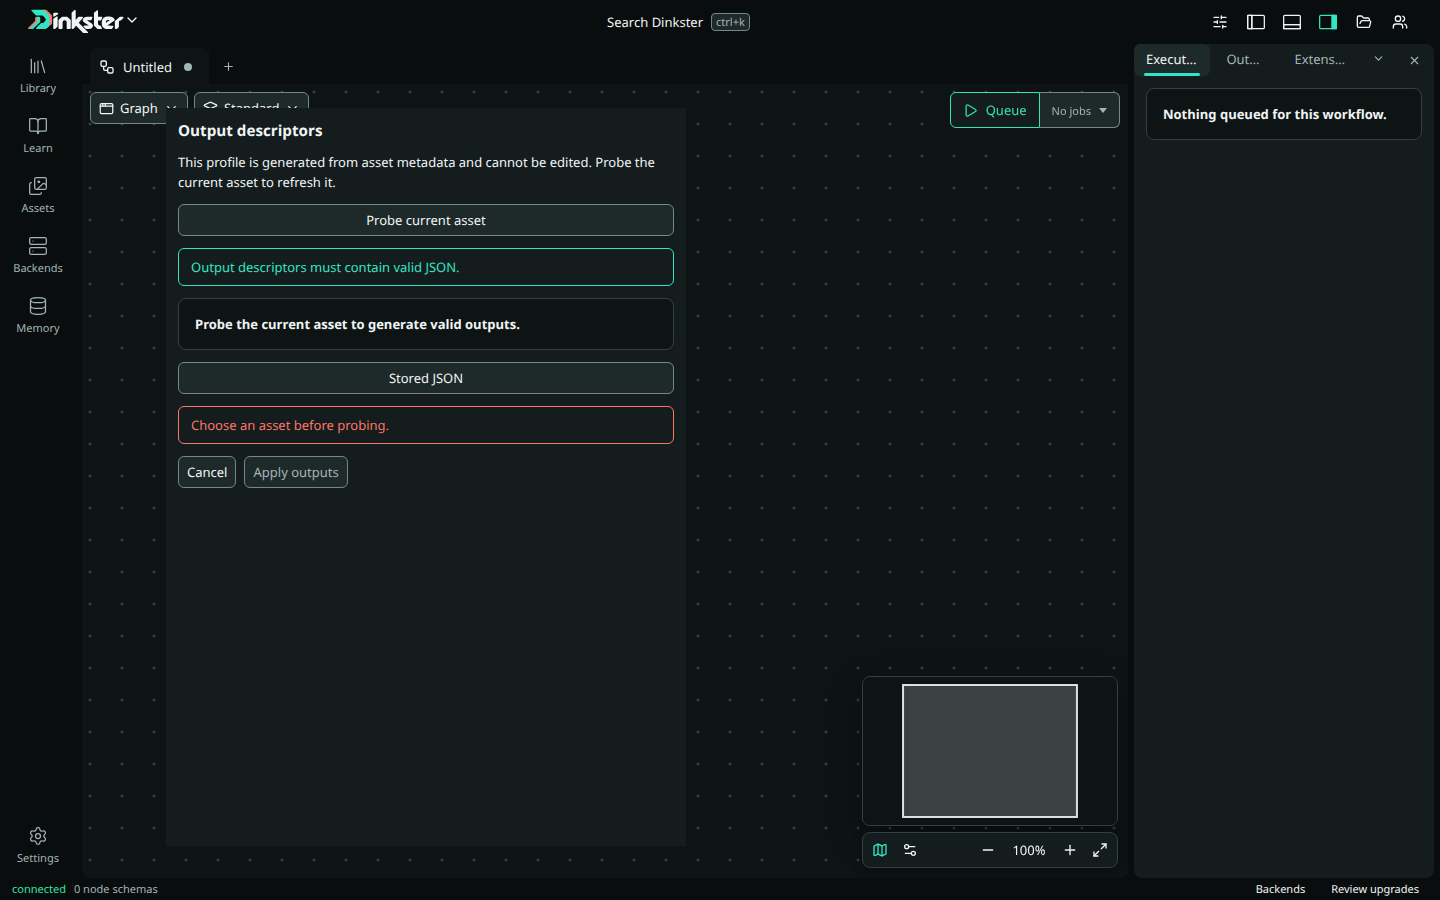 Dinkster
Search Dinkster ctrl+k
Library
Learn
Assets
Backends
Memory
Settings
Untitled
Graph
Standard
Queue
No jobs
Output descriptors
This profile is generated from asset metadata and cannot be edited. Probe the
current asset to refresh it.
Probe current asset
Output descriptors must contain valid JSON.
Probe the current asset to generate valid outputs.
Stored JSON
Choose an asset before probing.
Cancel
Apply outputs
100%
Execut...
Out...
Extens...
Nothing queued for this workflow.
connected
0 node schemas
Backends
Review upgrades